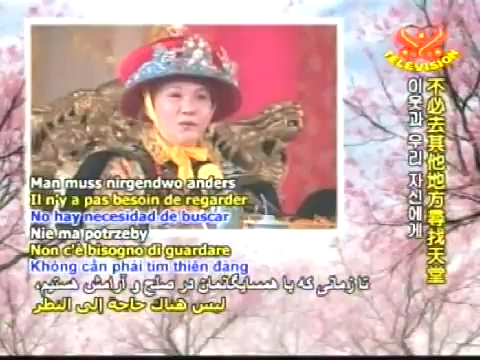 TELEVISION
不必去其他地方尋找天堂
이웃과 우리 자신에게
Man muss nirgendwo anders
Il n'y a pas besoin de regarder
No hay necesidad de buscar
Nie ma potrzeby
Non c'è bisogno di guardare
Không cần phải tìm thiên đàng
تا زمانی که با همسایگانمان در صلح و آرامش هستیم،
ليس هناك حاجة إلى النظر